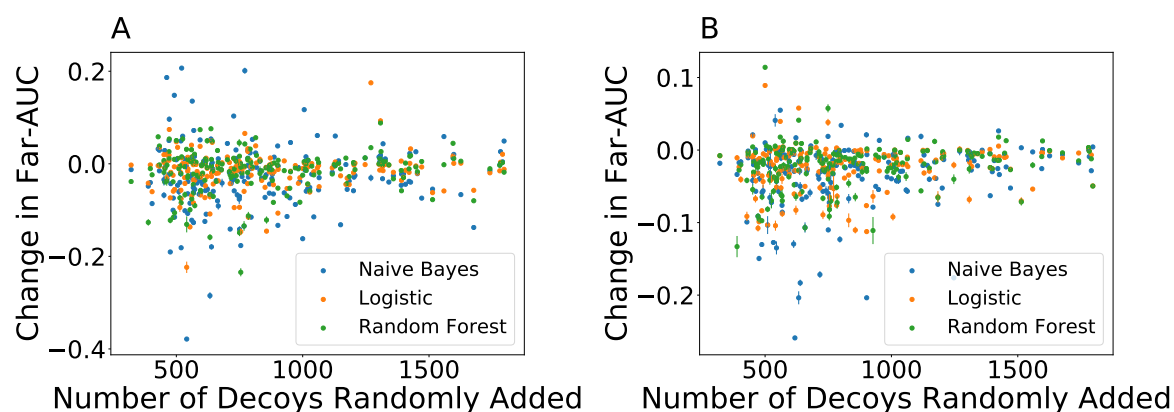 A
Change in Far-AUC
0.2
0.0
−0.2
−0.4
500
1000
1500
Number of Decoys Randomly Added
Naive Bayes
Logistic
Random Forest
B
Change in Far-AUC
0.1
0.0
−0.1
−0.2
500
1000
1500
Number of Decoys Randomly Added
Naive Bayes
Logistic
Random Forest